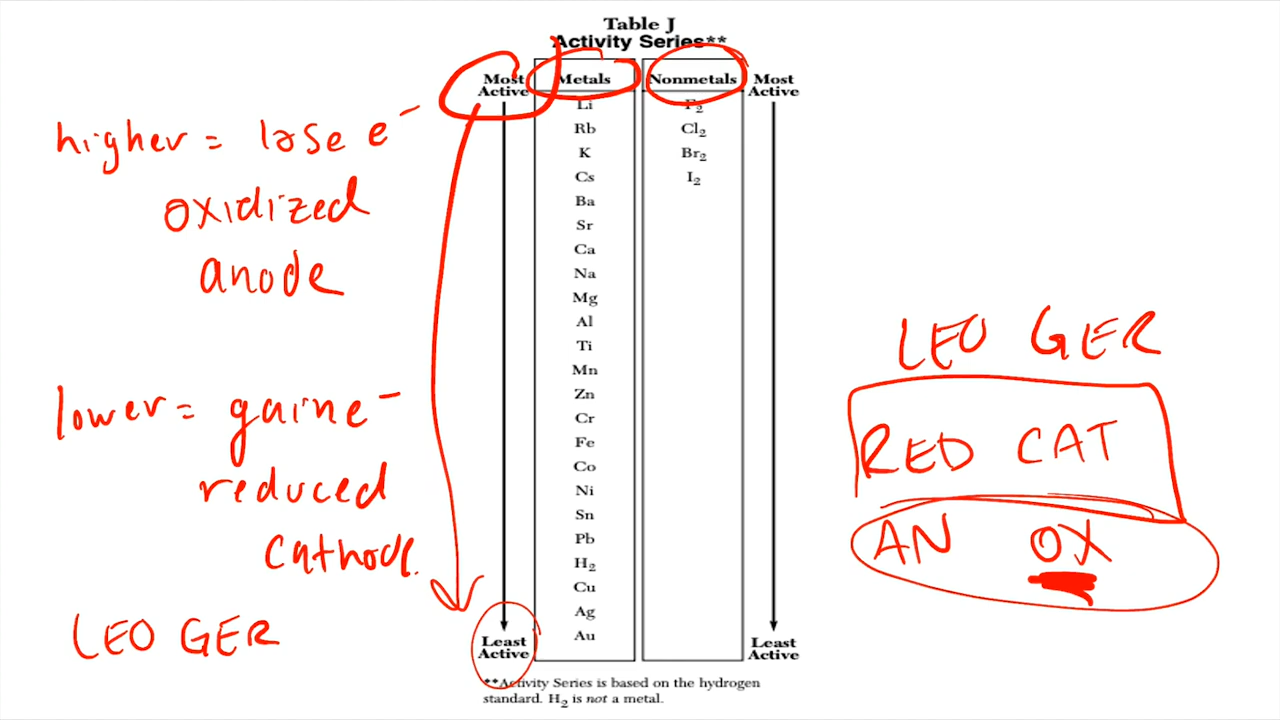 Table J
Activity Series**
Most Active
Metals
Nonmetals
Most Active
Li
Rb
K
Cs
Ba
Sr
Ca
Na
Mg
Al
Ti
Mn
Zn
Cr
Fe
Co
Ni
Sn
Pb
H2
Cu
Ag
Au
F2
Cl2
Br2
I2
Least Active
Least Active
**Activity Series is based on the hydrogen
standard. H2 is not a metal.
higher = lose e-
oxidized
anode
lower = gain e-
reduced
cathode.
LEO GER
LEO GER
RED CAT
AN OX